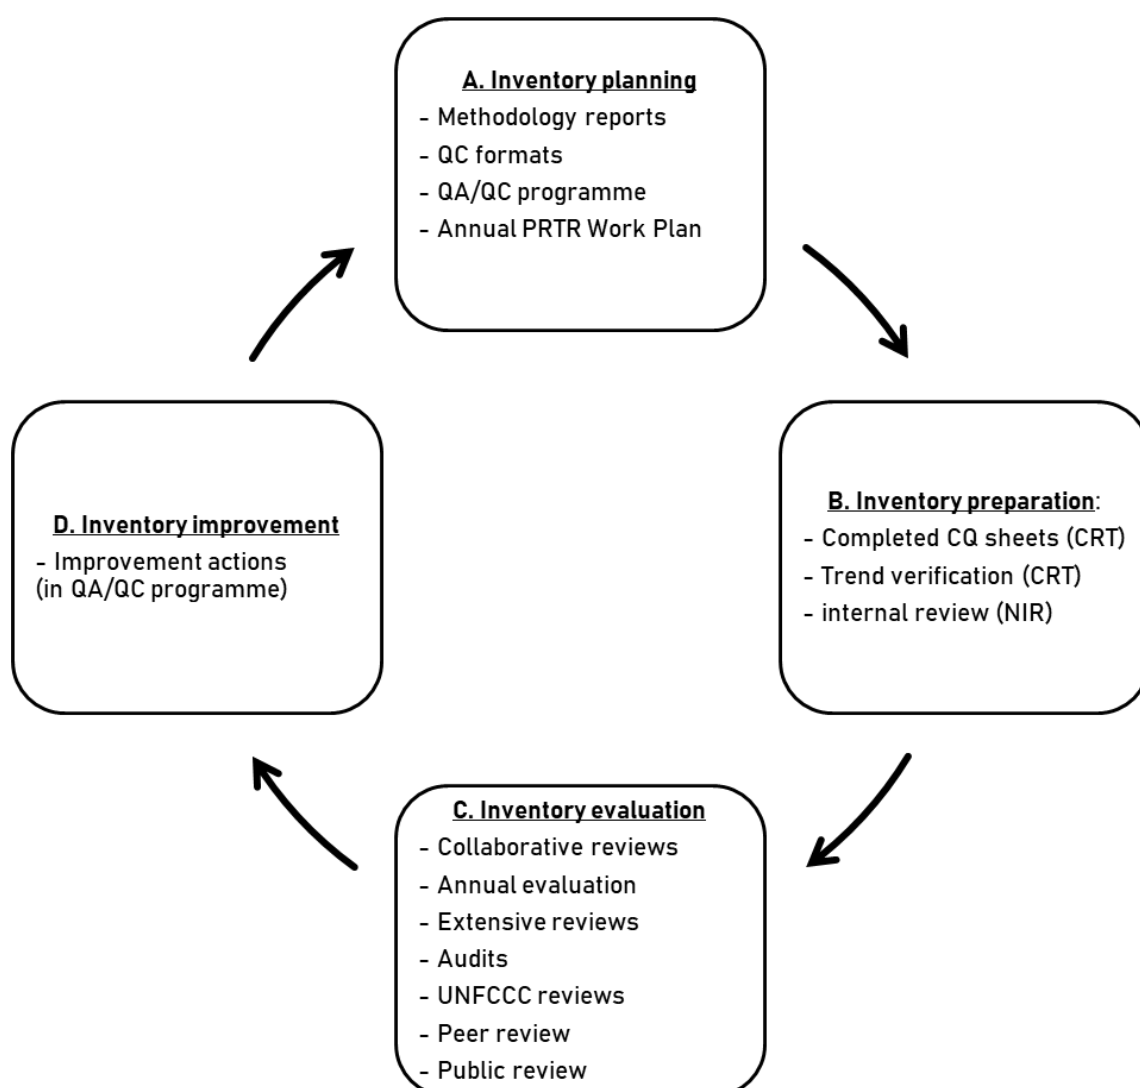 A. Inventory planning
- Methodology reports
- QC formats
- QA/QC programme
- Annual PRTR Work Plan
B. Inventory preparation:
- Completed CQ sheets (CRT)
- Trend verification (CRT)
- internal review (NIR)
C. Inventory evaluation
- Collaborative reviews
- Annual evaluation
- Extensive reviews
- Audits
- UNFCCC reviews
- Peer review
- Public review
D. Inventory improvement
- Improvement actions
(in QA/QC programme)